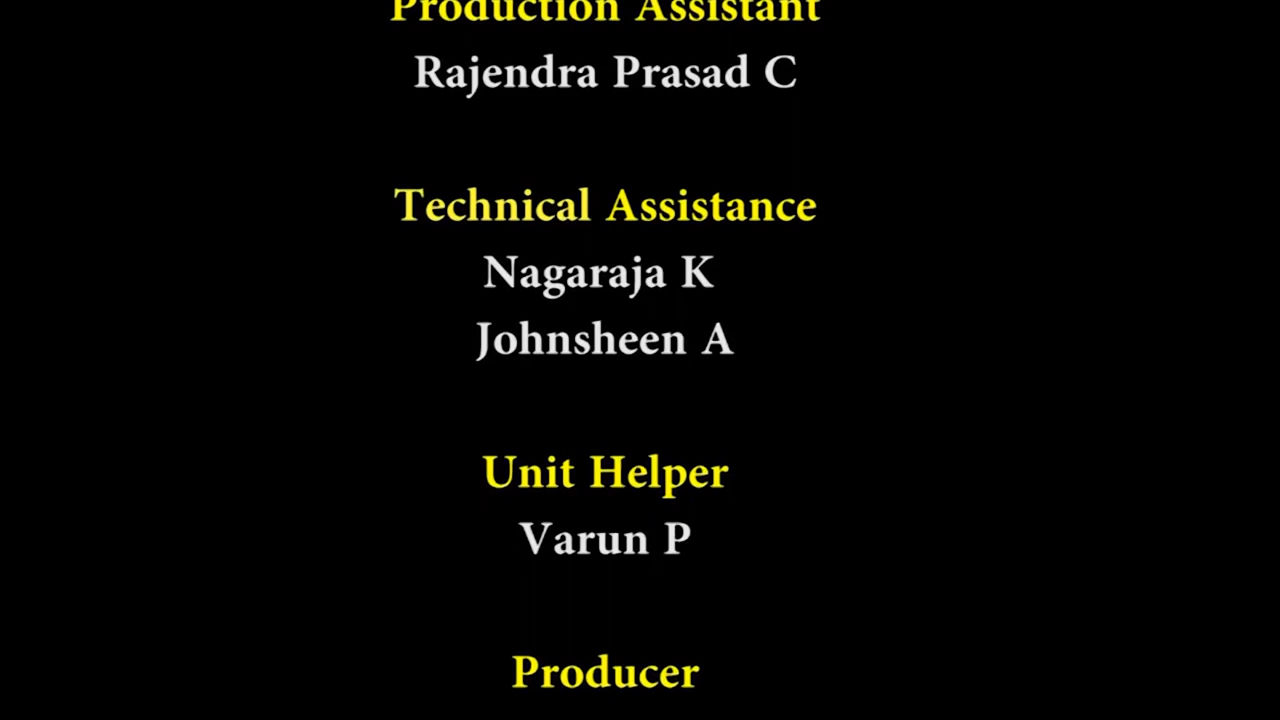 Production Assistant
Rajendra Prasad C
Technical Assistance
Nagaraja K
Johnsheen A
Unit Helper
Varun P
Producer